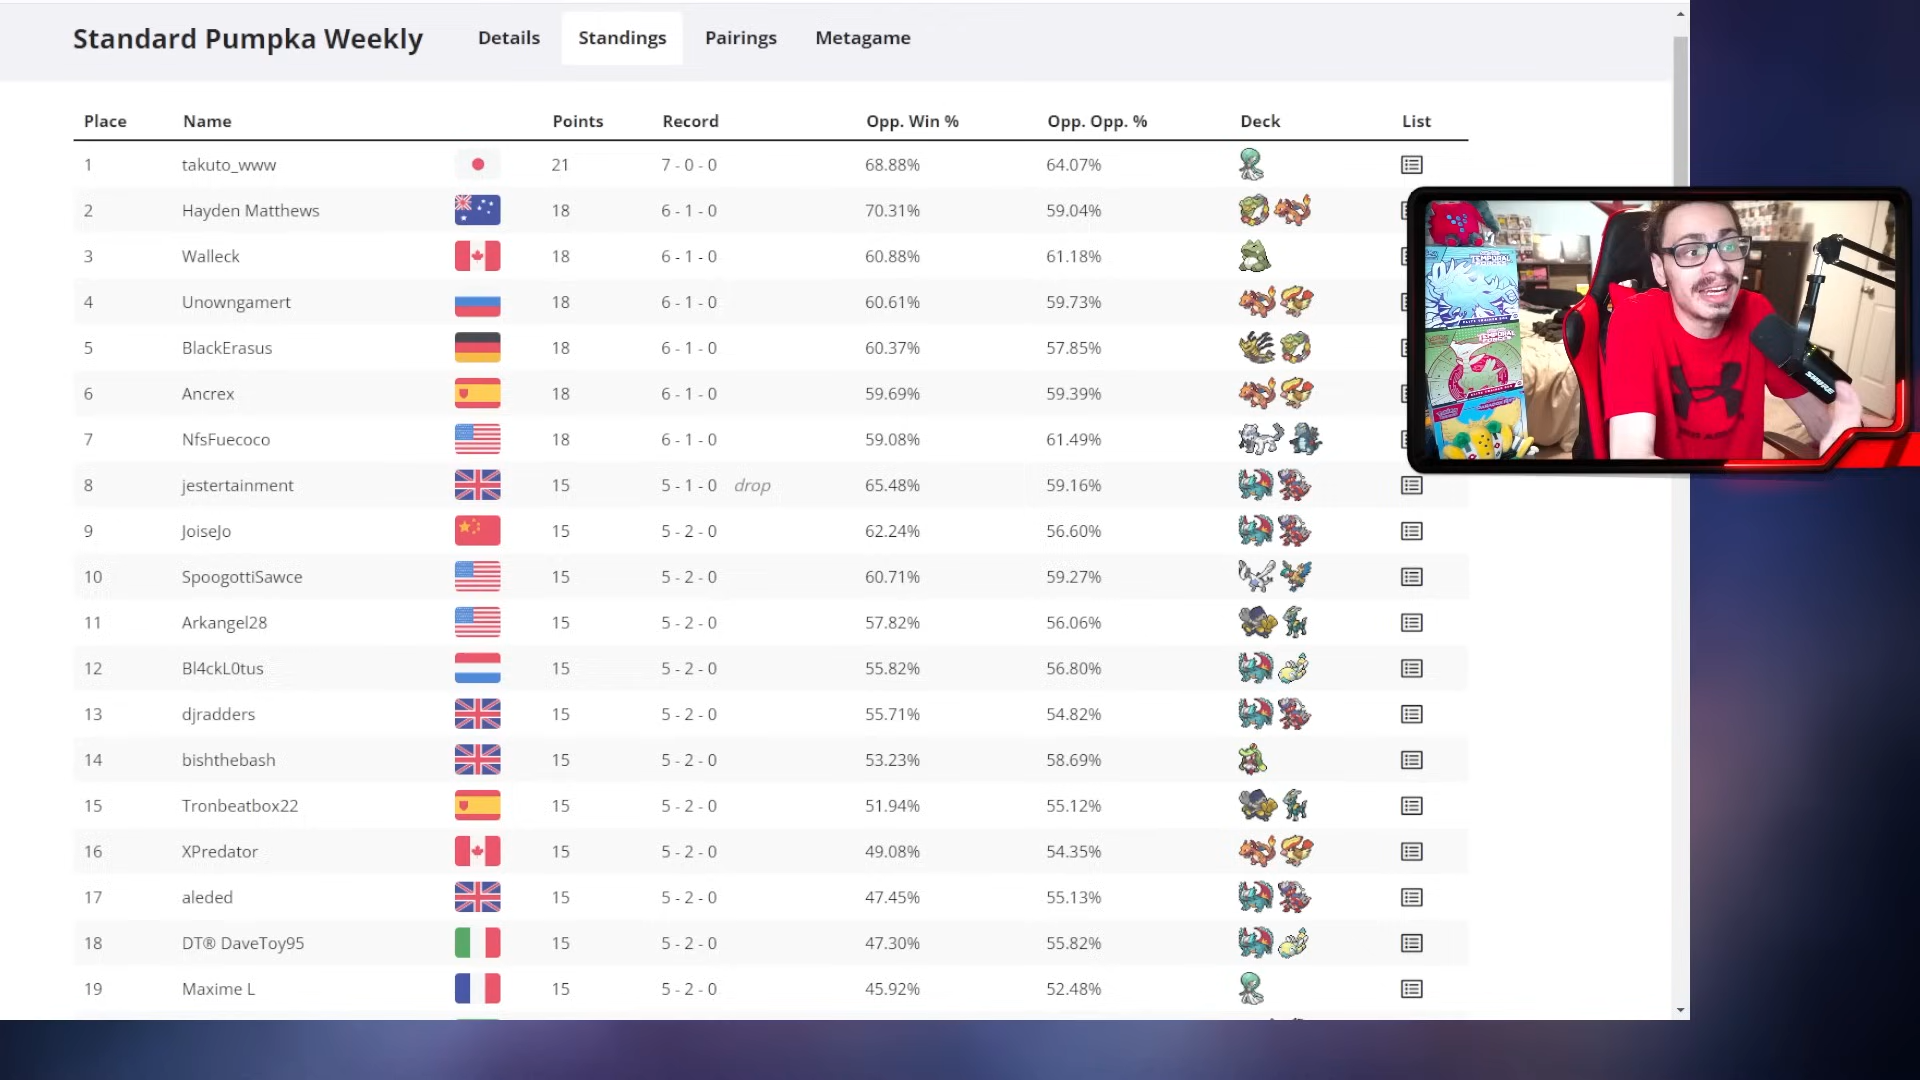 Standard Pumpka Weekly Details Standings Pairings Metagame
Place Name Points Record Opp. Win % Opp. Opp. % Deck List
1 takuto_www 21 7 - 0 - 0 68.88% 64.07%
2 Hayden Matthews 18 6 - 1 - 0 70.31% 59.04%
3 Walleck 18 6 - 1 - 0 60.88% 61.18%
4 Unowngamert 18 6 - 1 - 0 60.61% 59.73%
5 BlackErasus 18 6 - 1 - 0 60.37% 57.85%
6 Ancrex 18 6 - 1 - 0 59.69% 59.39%
7 NfsFuecoco 18 6 - 1 - 0 59.08% 61.49%
8 jestertainment 15 5 - 1 - 0 drop 65.48% 59.16%
9 JoiseJo 15 5 - 2 - 0 62.24% 56.60%
10 SpoogottiSawce 15 5 - 2 - 0 60.71% 59.27%
11 Arkangel28 15 5 - 2 - 0 57.82% 56.06%
12 Bl4ckL0tus 15 5 - 2 - 0 55.82% 56.80%
13 djradders 15 5 - 2 - 0 55.71% 54.82%
14 bishthebash 15 5 - 2 - 0 53.23% 58.69%
15 Tronbeatbox22 15 5 - 2 - 0 51.94% 55.12%
16 XPredator 15 5 - 2 - 0 49.08% 54.35%
17 aleded 15 5 - 2 - 0 47.45% 55.13%
18 DT® DaveToy95 15 5 - 2 - 0 47.30% 55.82%
19 Maxime L 15 5 - 2 - 0 45.92% 52.48%
TEMPORAL
TEMPORAL
SHURE